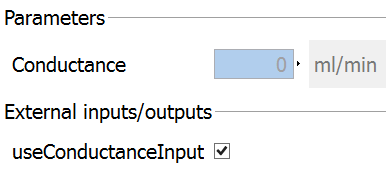 Parameters
Conductance 0 ml/min
External inputs/outputs
useConductanceInput